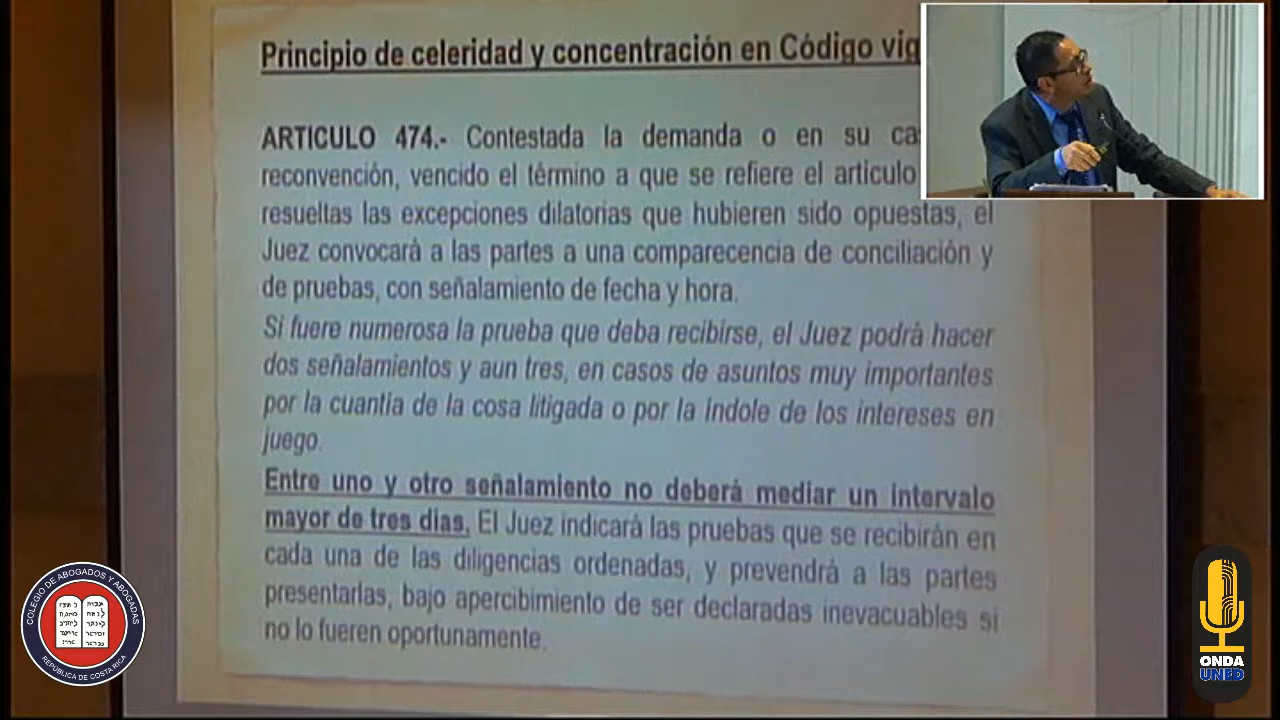 Principio de celeridad y concentración en Código vig
ARTICULO 474.- Contestada la demanda o en su ca
reconvención, vencido el término a que se refiere el artículo
resueltas las excepciones dilatorias que hubieren sido opuestas, el
Juez convocará a las partes a una comparecencia de conciliación y
de pruebas, con señalamiento de fecha y hora.
Si fuere numerosa la prueba que deba recibirse, el Juez podrá hacer
dos señalamientos y aun tres, en casos de asuntos muy importantes
por la cuantía de la cosa litigada o por la índole de los intereses en
juego.
Entre uno y otro señalamiento no deberá mediar un intervalo
mayor de tres días. El Juez indicará las pruebas que se recibirán en
cada una de las diligencias ordenadas, y prevendrá a las partes
presentarlas, bajo apercibimiento de ser declaradas inevacuables si
no lo fueren oportunamente.
COLEGIO DE ABOGADOS Y ABOGADAS
REPÚBLICA DE COSTA RICA
ONDA
UNED